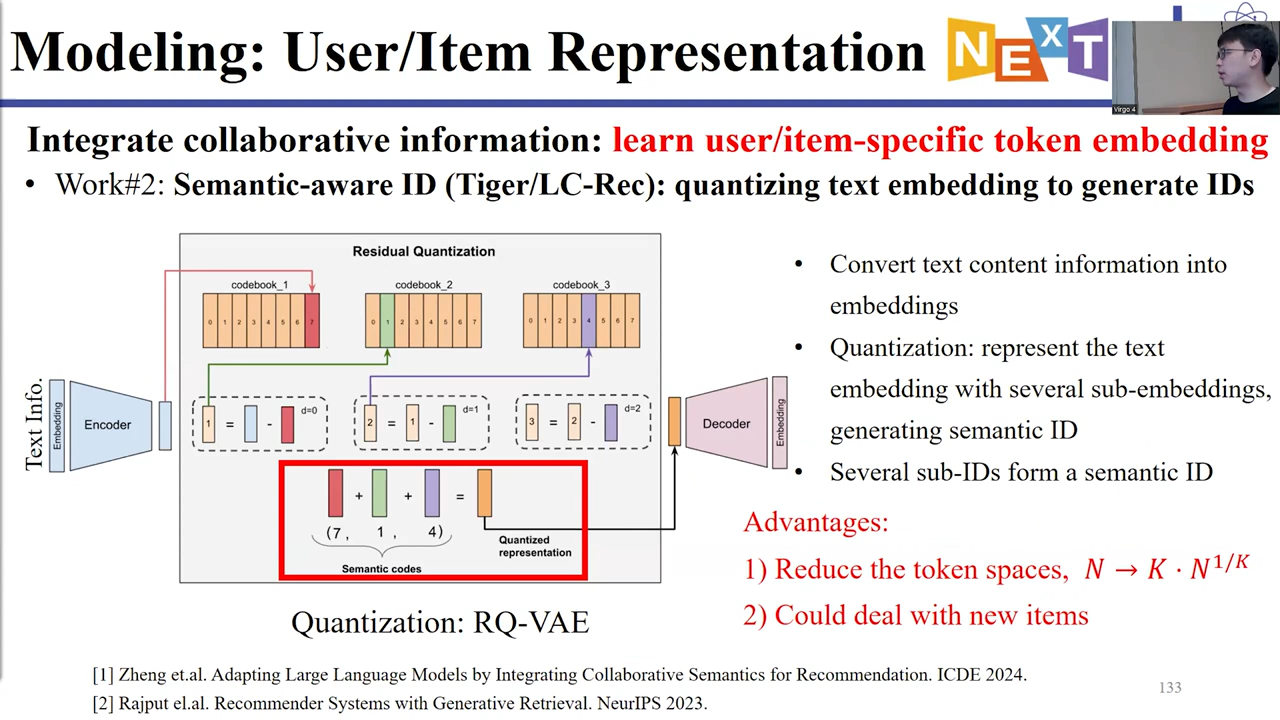 Modeling: User/Item Representation
NExT
Virgo 4
Integrate collaborative information: learn user/item-specific token embedding
• Work#2: Semantic-aware ID (Tiger/LC-Rec): quantizing text embedding to generate IDs
Residual Quantization
codebook_1 codebook_2 codebook_3
0 1 2 3 4 5 6 7 0 1 2 3 4 5 6 7 0 1 2 3 4 5 6 7
Text Info.
Embedding
Encoder
1 = - d=0
2 = 1 - d=1
3 = 2 - d=2
Decoder
Embedding
+ + =
(7, 1, 4)
Semantic codes
Quantized
representation
Quantization: RQ-VAE
• Convert text content information into
embeddings
• Quantization: represent the text
embedding with several sub-embeddings,
generating semantic ID
• Several sub-IDs form a semantic ID
Advantages:
1) Reduce the token spaces, N → K · N^{1/K}
2) Could deal with new items
[1] Zheng et.al. Adapting Large Language Models by Integrating Collaborative Semantics for Recommendation. ICDE 2024.
[2] Rajput el.al. Recommender Systems with Generative Retrieval. NeurIPS 2023.
133